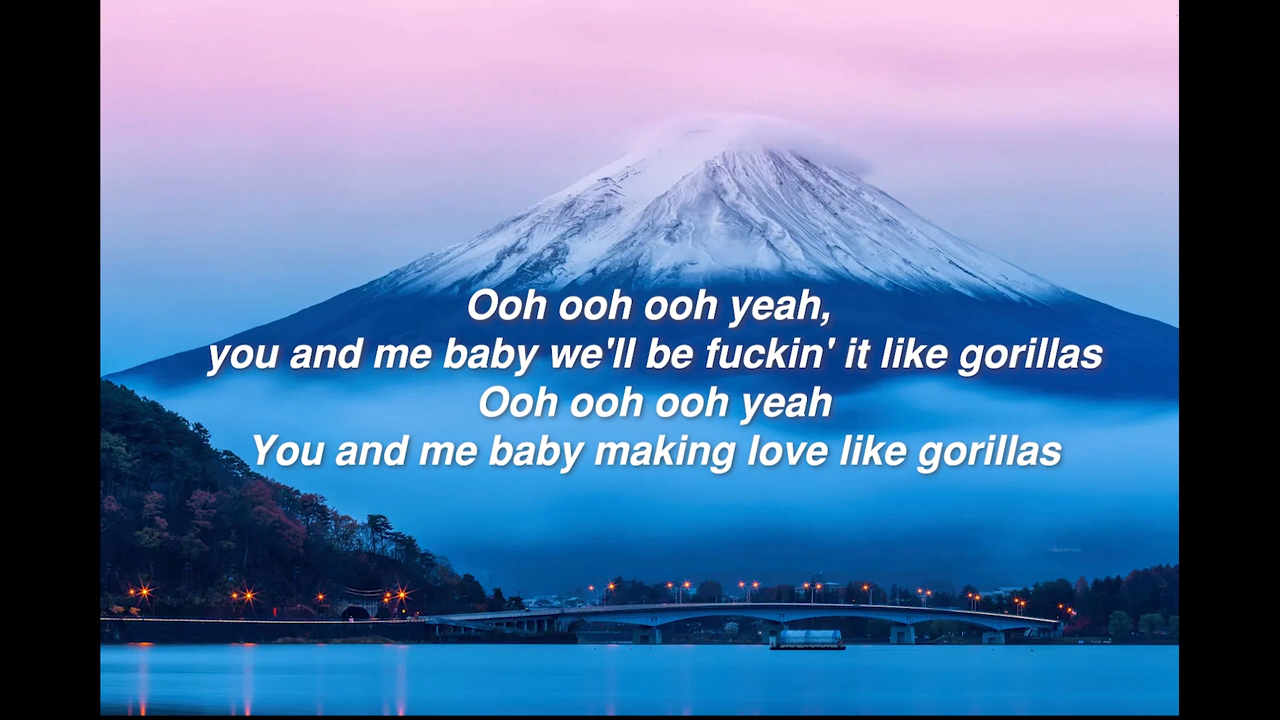 Ooh ooh ooh yeah,
you and me baby we'll be fuckin' it like gorillas
Ooh ooh ooh yeah
You and me baby making love like gorillas